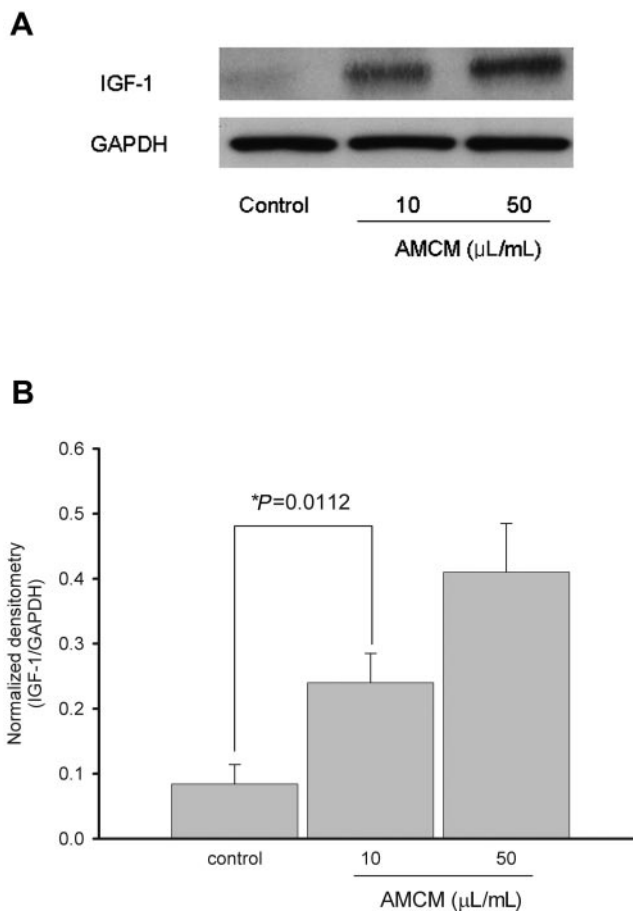 A
IGF-1
GAPDH
Control 10 50
AMCM (μL/mL)
B
0.6
0.5
0.4
0.3
0.2
0.1
0.0
Normalized densitometry
(IGF-1/GAPDH)
*P=0.0112
control 10 50
AMCM (μL/mL)